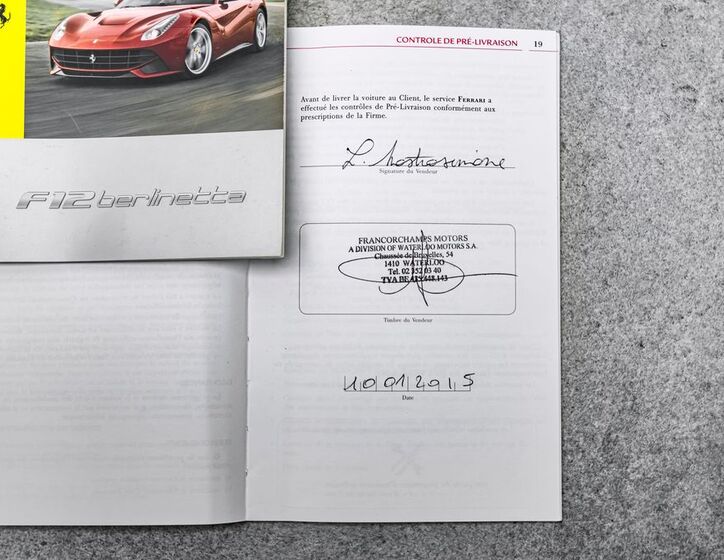 F12berlinetta
CONTROLE DE PRÉ-LIVRAISON 19
Avant de livrer la voiture au Client, le service FERRARI a
effectué les contrôles de Pré-Livraison conformément aux
prescriptions de la Firme.
Signature du Vendeur
FRANCORCHAMPS MOTORS
A DIVISION OF WATERLOO MOTORS S.A.
Chaussée de Bruxelles, 54
1410 WATERLOO
Tel. 02 352 03 40
Timbre du Vendeur
10 01 2015
Date